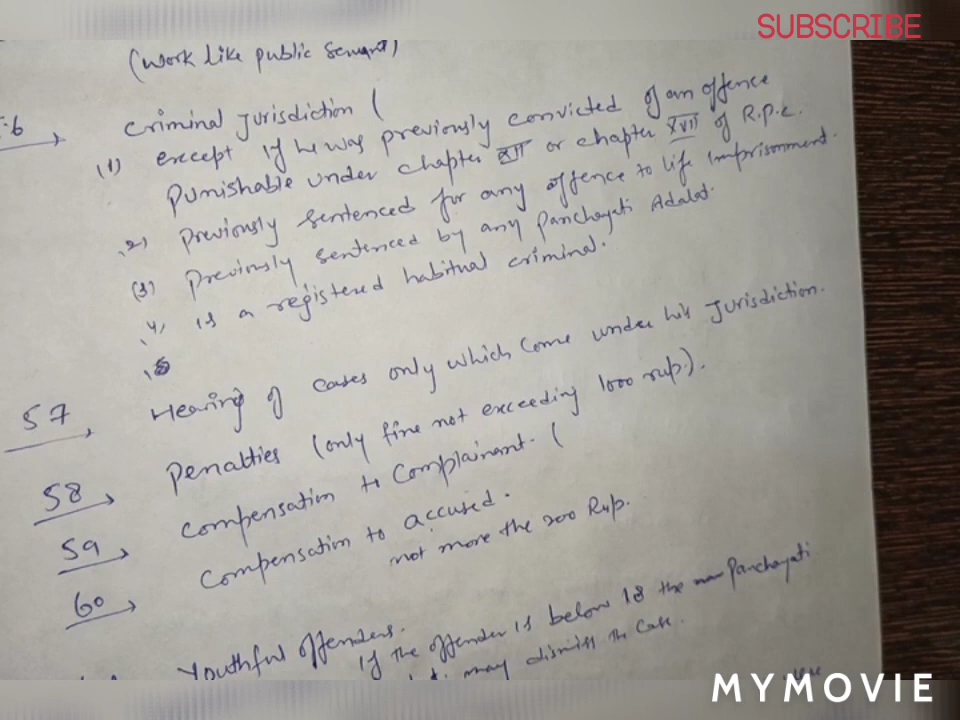 SUBSCRIBE
(Work like public servant)
56 → Criminal Jurisdiction (
(1) except if he was previously convicted of an offence
punishable under chapter XII or chapter XVII of R.P.C.
(2) Previously sentenced for any offence to life Imprisonment.
(3) Previously sentenced by any Panchayati Adalat.
4) is a registered habitual criminal.
57 → Hearing of cases only which come under his Jurisdiction.
58 → Penalties (only fine not exceeding 1000 rup.).
59 → Compensation to Complainant. (
60 → Compensation to accused.
not more the 200 Rup.
Youthful offenders.
If the offender is below 18 the Panchayati
may dismiss the Case.
MYMOVIE